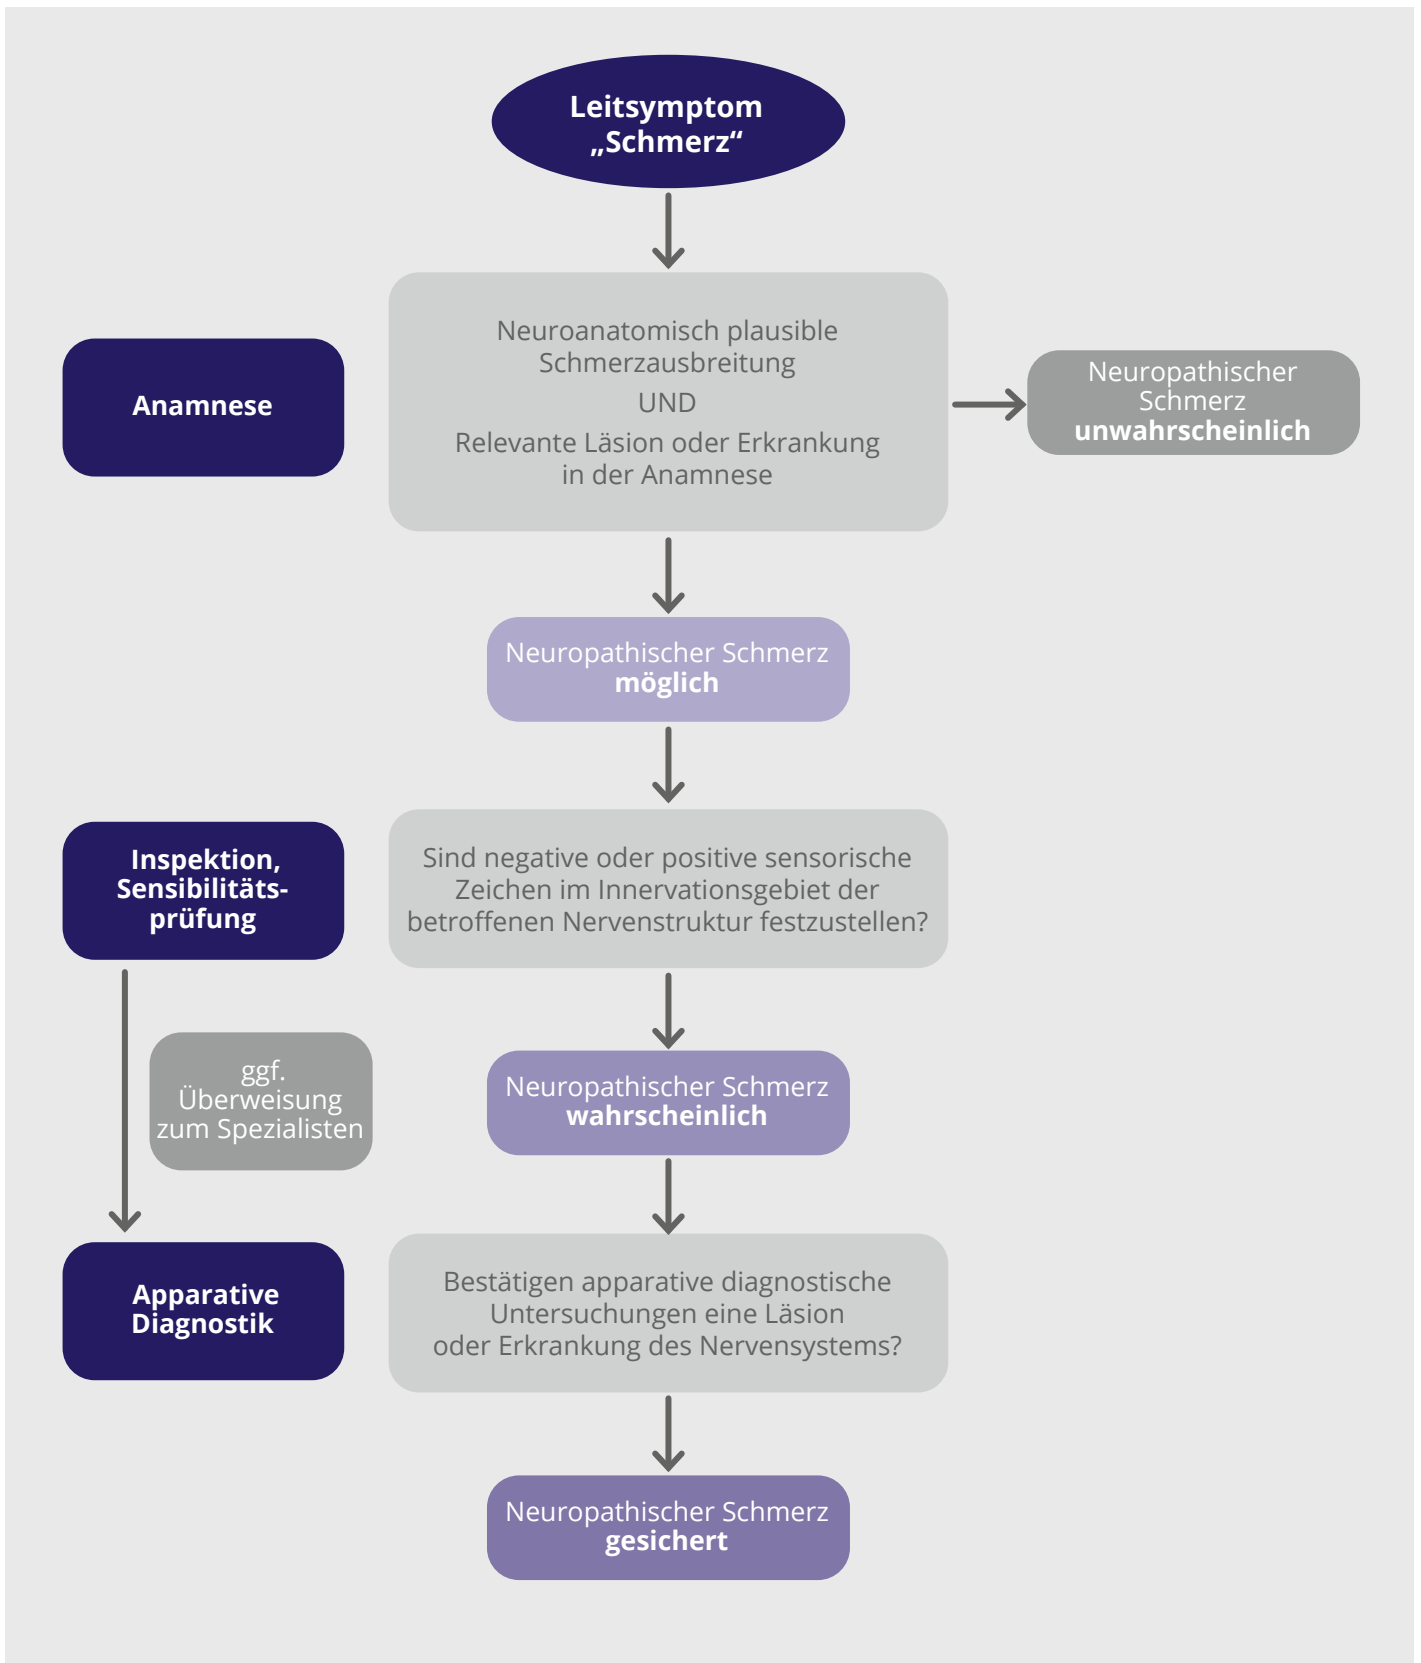 Leitsymptom
„Schmerz“
Anamnese
Neuroanatomisch plausible
Schmerzausbreitung
UND
Relevante Läsion oder Erkrankung
in der Anamnese
Neuropathischer
Schmerz
unwahrscheinlich
Neuropathischer Schmerz
möglich
Inspektion,
Sensibilitäts-
prüfung
Sind negative oder positive sensorische
Zeichen im Innervationsgebiet der
betroffenen Nervenstruktur festzustellen?
ggf.
Überweisung
zum Spezialisten
Neuropathischer Schmerz
wahrscheinlich
Apparative
Diagnostik
Bestätigen apparative diagnostische
Untersuchungen eine Läsion
oder Erkrankung des Nervensystems?
Neuropathischer Schmerz
gesichert